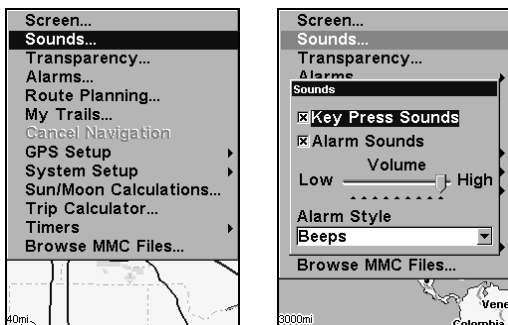 Screen...
Sounds...
Transparency...
Alarms...
Route Planning...
My Trails...
Cancel Navigation
GPS Setup
System Setup
Sun/Moon Calculations...
Trip Calculator...
Timers
Browse MMC Files...
40mi
Screen...
Sounds...
Transparency...
Alarms
Sounds
Key Press Sounds
Alarm Sounds
Volume
Low High
Alarm Style
Beeps
Browse MMC Files...
3000mi
Vene
Colombia